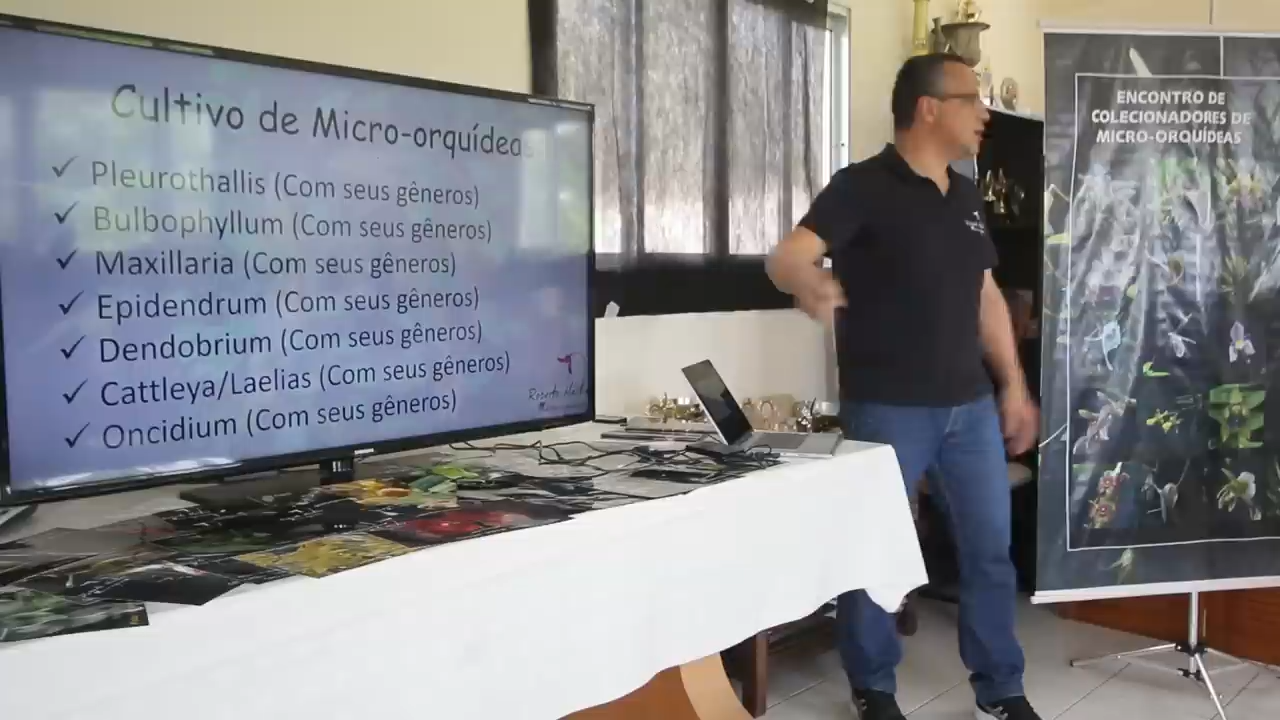 Cultivo de Micro-orquídeas
✓ Pleurothallis (Com seus gêneros)
✓ Bulbophyllum (Com seus gêneros)
✓ Maxillaria (Com seus gêneros)
✓ Epidendrum (Com seus gêneros)
✓ Dendobrium (Com seus gêneros)
✓ Cattleya/Laelias (Com seus gêneros)
✓ Oncidium (Com seus gêneros)
Roberto
ENCONTRO DE
COLECIONADORES DE
MICRO-ORQUÍDEAS